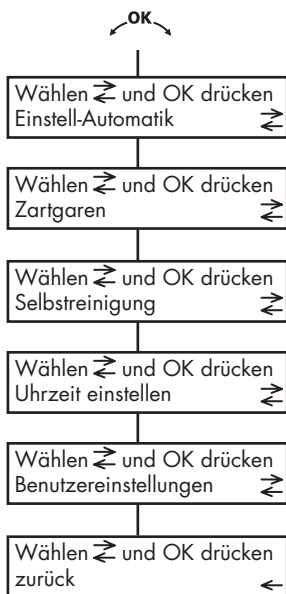 OK
Wählen ⇄ und OK drücken
Einstell-Automatik ⇄
Wählen ⇄ und OK drücken
Zartgaren ⇄
Wählen ⇄ und OK drücken
Selbstreinigung ⇄
Wählen ⇄ und OK drücken
Uhrzeit einstellen ⇄
Wählen ⇄ und OK drücken
Benutzereinstellungen ⇄
Wählen ⇄ und OK drücken
zurück ←